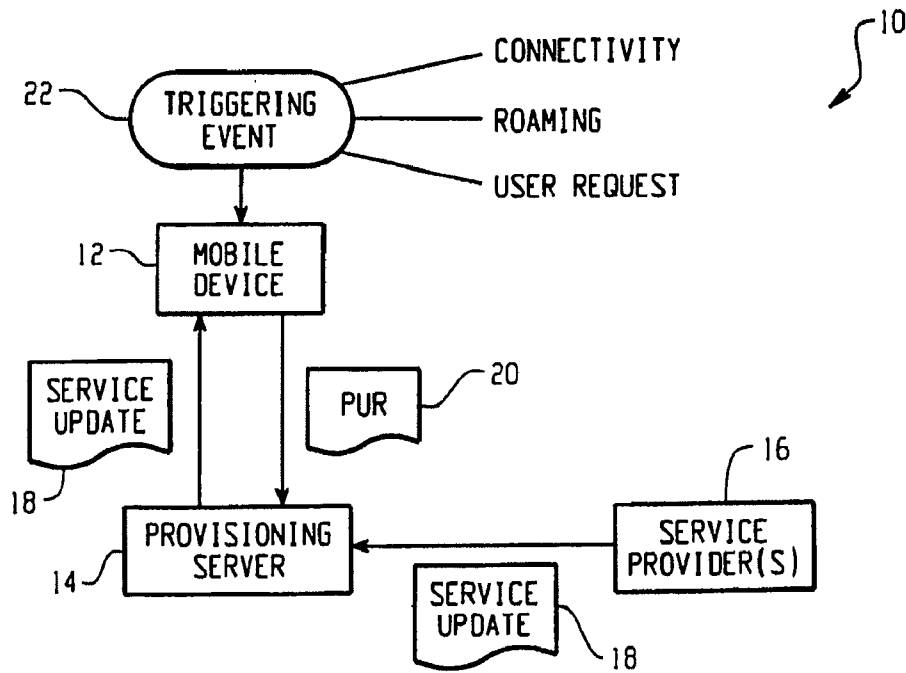 10
CONNECTIVITY
22
TRIGGERING
EVENT
ROAMING
USER REQUEST
12
MOBILE
DEVICE
SERVICE
UPDATE
18
PUR
20
16
PROVISIONING
SERVER
14
SERVICE
PROVIDER(S)
SERVICE
UPDATE
18